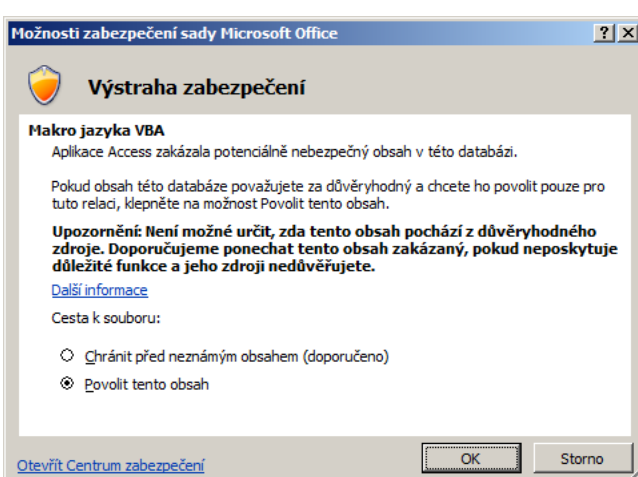 Možnosti zabezpečení sady Microsoft Office
Výstraha zabezpečení
Makro jazyka VBA
Aplikace Access zakázala potenciálně nebezpečný obsah v této databázi.
Pokud obsah této databáze považujete za důvěryhodný a chcete ho povolit pouze pro
tuto relaci, klepněte na možnost Povolit tento obsah.
Upozornění: Není možné určit, zda tento obsah pochází z důvěryhodného
zdroje. Doporučujeme ponechat tento obsah zakázaný, pokud neposkytuje
důležité funkce a jeho zdroji nedůvěřujete.
Další informace
Cesta k souboru:
Chránit před neznámým obsahem (doporučeno)
Povolit tento obsah
Otevřít Centrum zabezpečení
OK
Storno